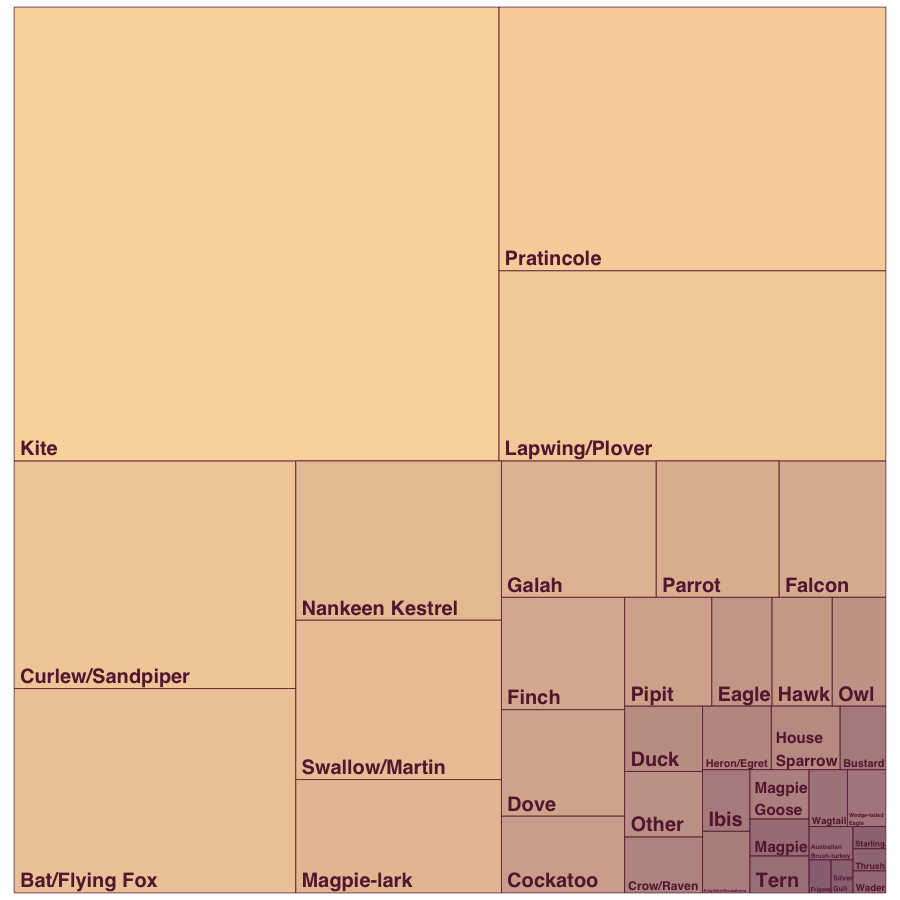 Kite
Pratincole
Lapwing/Plover
Curlew/Sandpiper
Bat/Flying Fox
Nankeen Kestrel
Swallow/Martin
Magpie-lark
Galah
Parrot
Falcon
Finch
Dove
Cockatoo
Pipit
Eagle
Hawk
Owl
Duck
Other
Crow/Raven
Heron/Egret
House
Sparrow
Bustard
Ibis
Magpie
Goose
Magpie
Tern
Wagtail
Wedge-tailed
Eagle
Australian
Brush-turkey
Starling
Thrush
Wader
Silver
Gull
Frigate